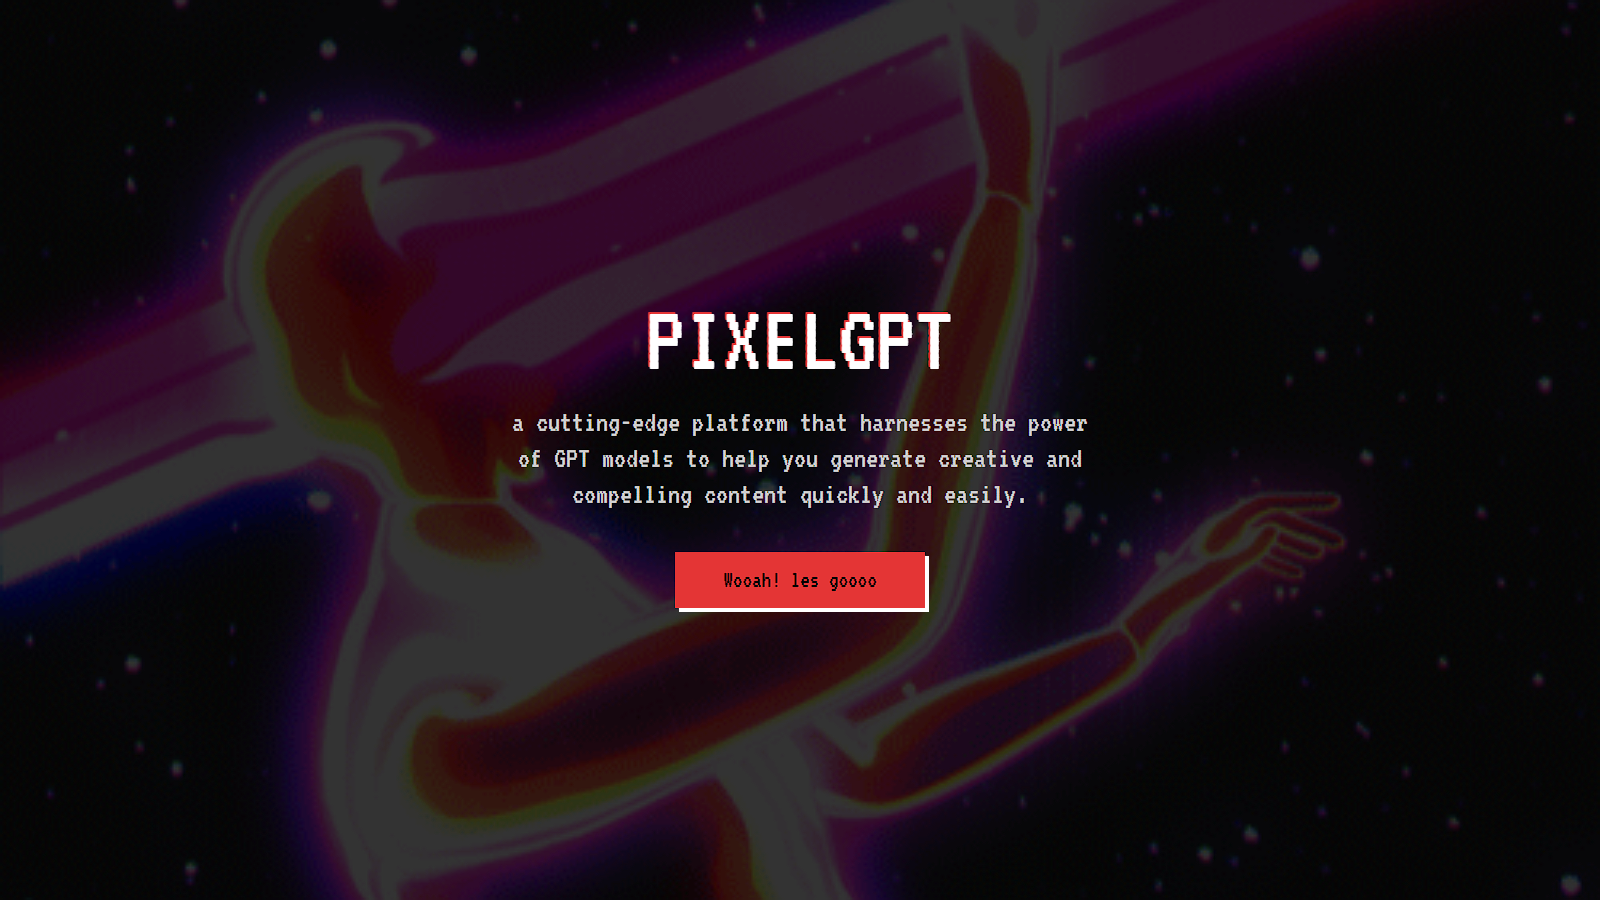 PIXELGPT
a cutting-edge platform that harnesses the power
of GPT models to help you generate creative and
compelling content quickly and easily.
Wooah! les goooo